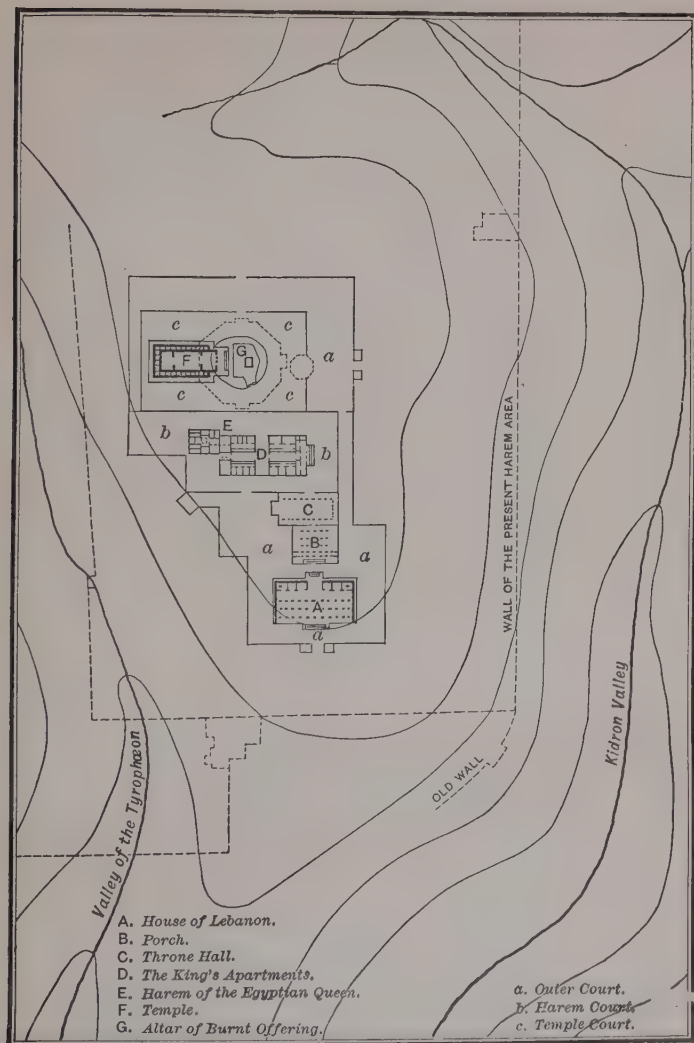 c
c
F
G
a
c
c
b
E
D
b
C
a
B
a
A
a
WALL OF THE PRESENT HAREM AREA
OLD WALL
Kidron Valley
Valley of the Tyrophœon
A. House of Lebanon.
B. Porch.
C. Throne Hall.
D. The King's Apartments.
E. Harem of the Egyptian Queen.
F. Temple.
G. Altar of Burnt Offering.
a. Outer Court.
b. Harem Court.
c. Temple Court.